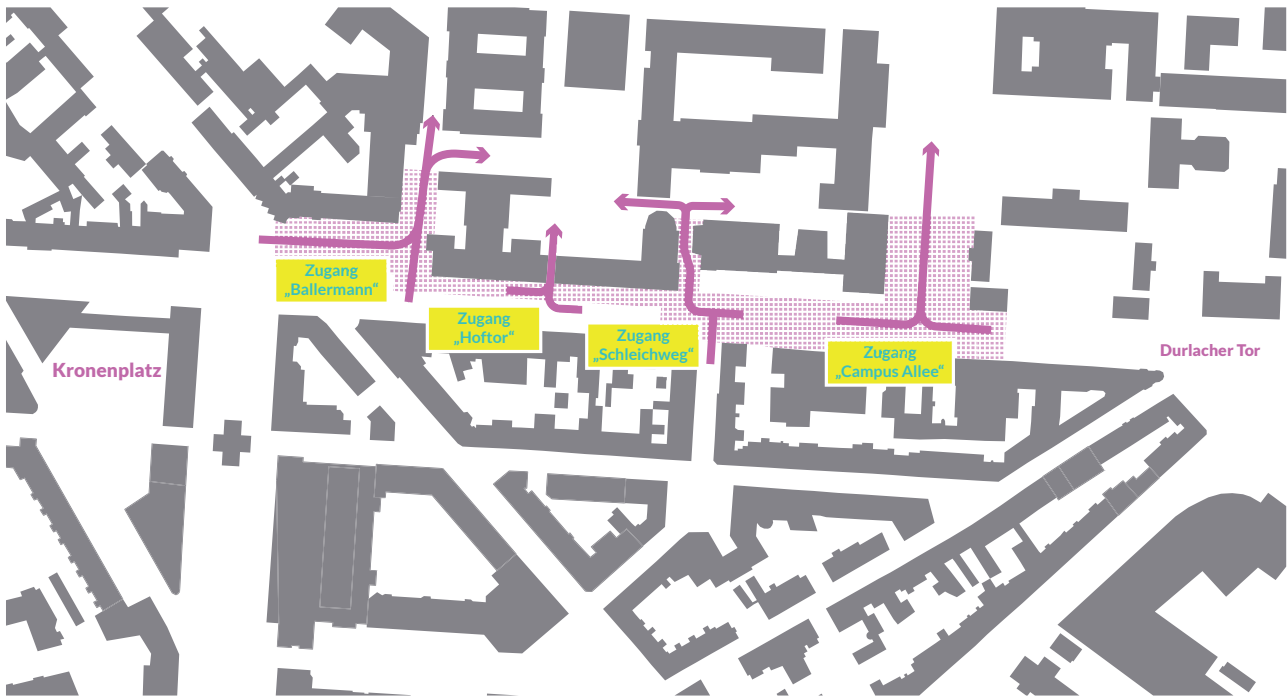 Zugang
„Ballermann“
Zugang
„Hoftor“
Zugang
„Schleichweg“
Zugang
„Campus Allee“
Kronenplatz
Durlacher Tor